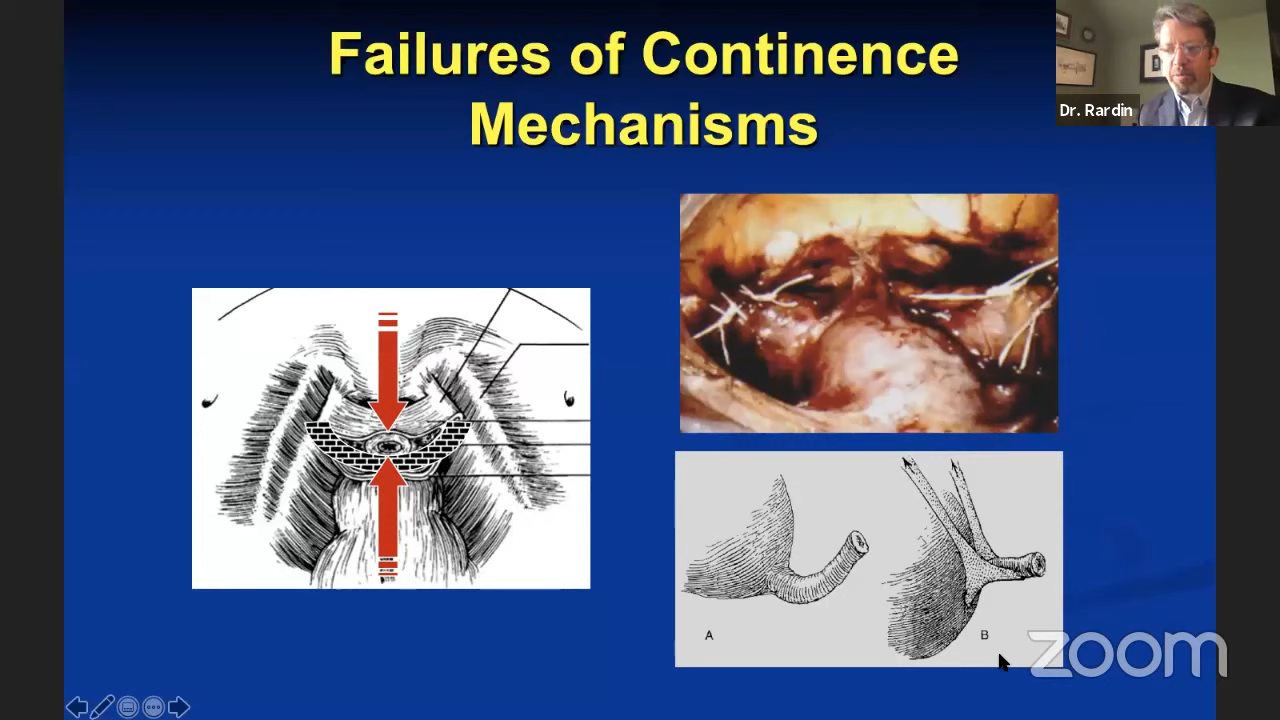 Failures of Continence
Mechanisms
Dr. Rardin
A
B
zoom